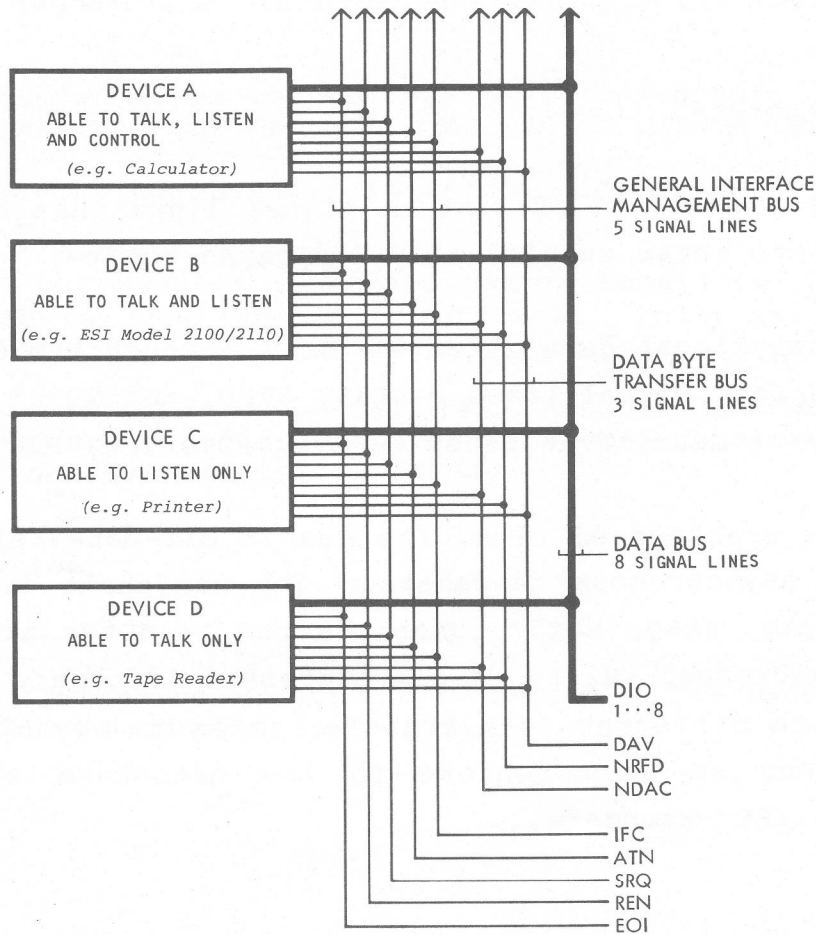 DEVICE A
ABLE TO TALK, LISTEN
AND CONTROL
(e.g. Calculator)
GENERAL INTERFACE
MANAGEMENT BUS
5 SIGNAL LINES
DEVICE B
ABLE TO TALK AND LISTEN
(e.g. ESI Model 2100/2110)
DATA BYTE
TRANSFER BUS
3 SIGNAL LINES
DEVICE C
ABLE TO LISTEN ONLY
(e.g. Printer)
DATA BUS
8 SIGNAL LINES
DEVICE D
ABLE TO TALK ONLY
(e.g. Tape Reader)
DIO
1···8
DAV
NRFD
NDAC
IFC
ATN
SRQ
REN
EOI